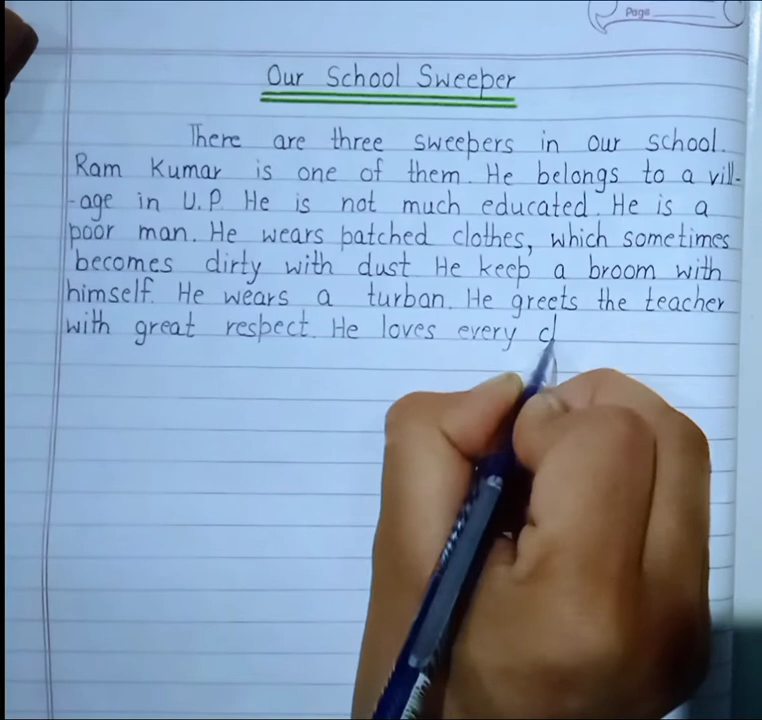 Page
Our School Sweeper
There are three sweepers in our school.
Ram Kumar is one of them. He belongs to a vill-
-age in U.P. He is not much educated. He is a
poor man. He wears patched clothes, which sometimes
becomes dirty with dust He keep a broom with
himself. He wears a turban. He greets the teacher
with great respect. He loves every